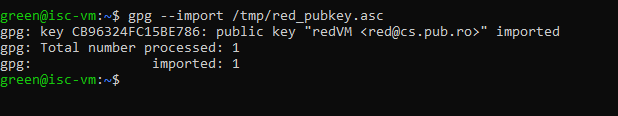 green@isc-vm:~$ gpg --import /tmp/red_pubkey.asc
gpg: key CB96324FC15BE786: public key "redVM <red@cs.pub.ro>" imported
gpg: Total number processed: 1
gpg:               imported: 1
green@isc-vm:~$